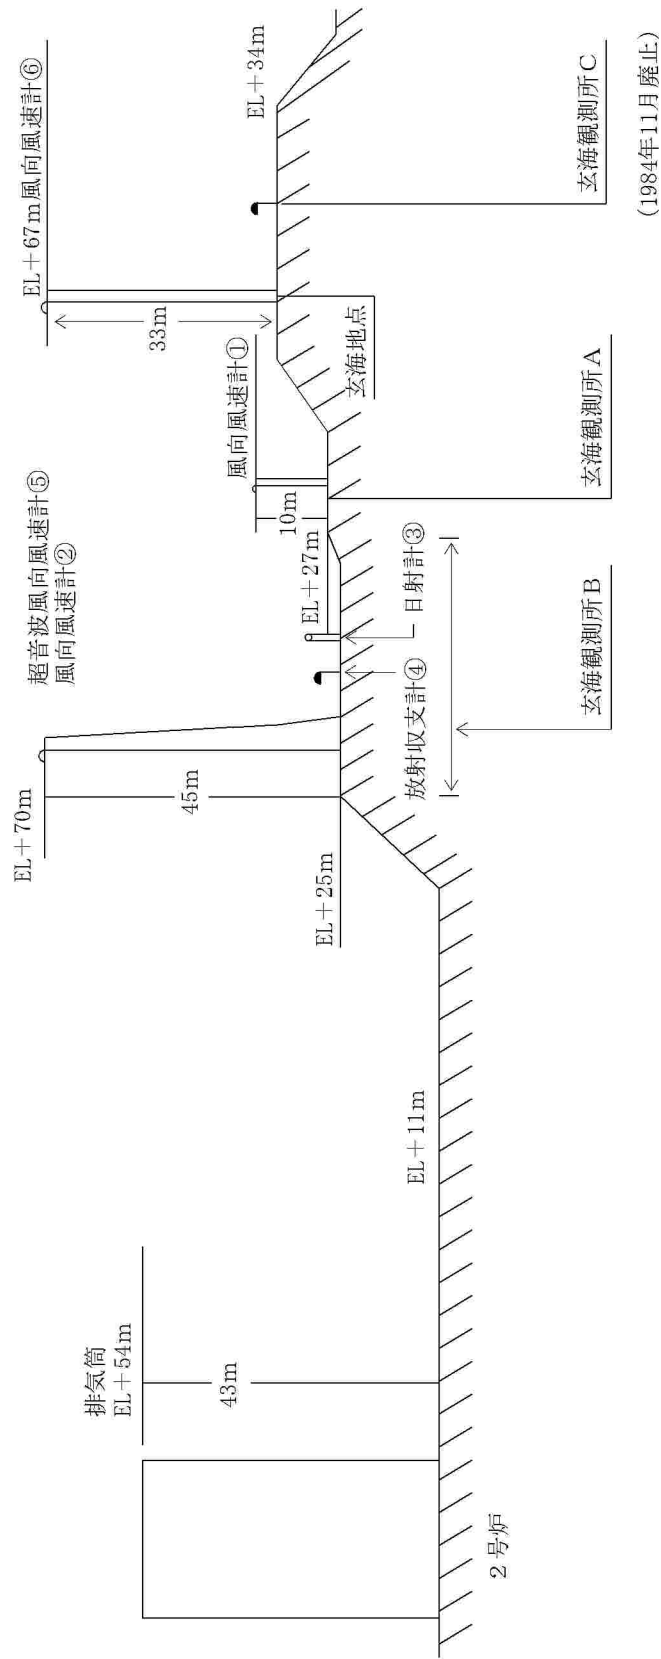 排気筒
EL＋54m
43m
2号炉
EL＋11m
EL＋70m
45m
EL＋25m
超音波風向風速計⑤
風向風速計②
放射収支計④
日射計③
EL＋27m
玄海観測所B
風向風速計①
10m
玄海観測所A
EL＋67m風向風速計⑥
33m
玄海地点
EL＋34m
玄海観測所C
（1984年11月廃止）